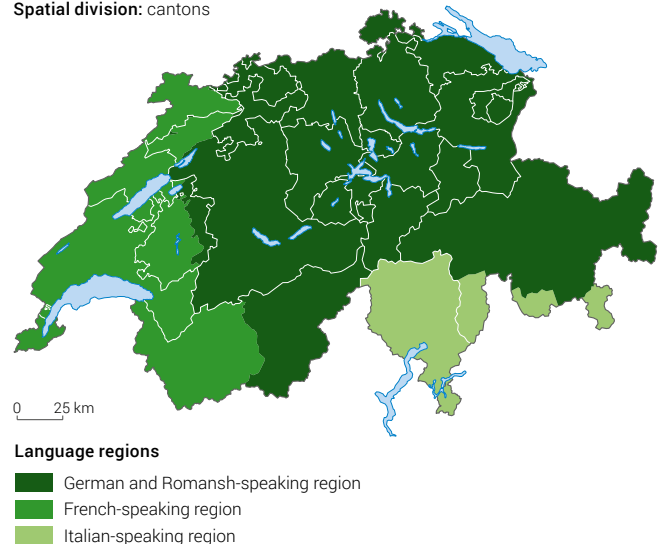 Spatial division: cantons
0 25 km
Language regions
German and Romansh-speaking region
French-speaking region
Italian-speaking region